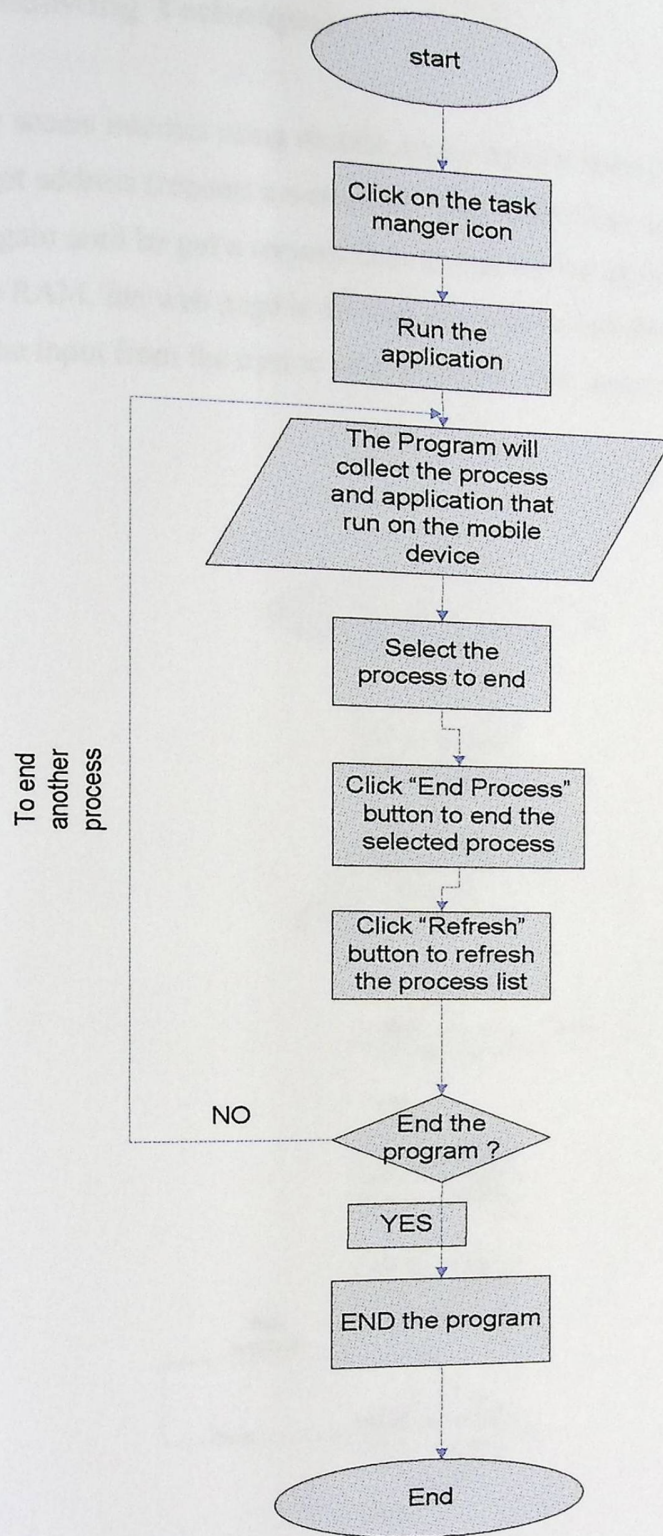 start
Click on the task
manger icon
Run the
application
The Program will
collect the process
and application that
run on the mobile
device
Select the
process to end
Click “End Process”
button to end the
selected process
Click “Refresh”
button to refresh
the process list
To end
another
process
End the
program ?
NO
YES
END the program
End